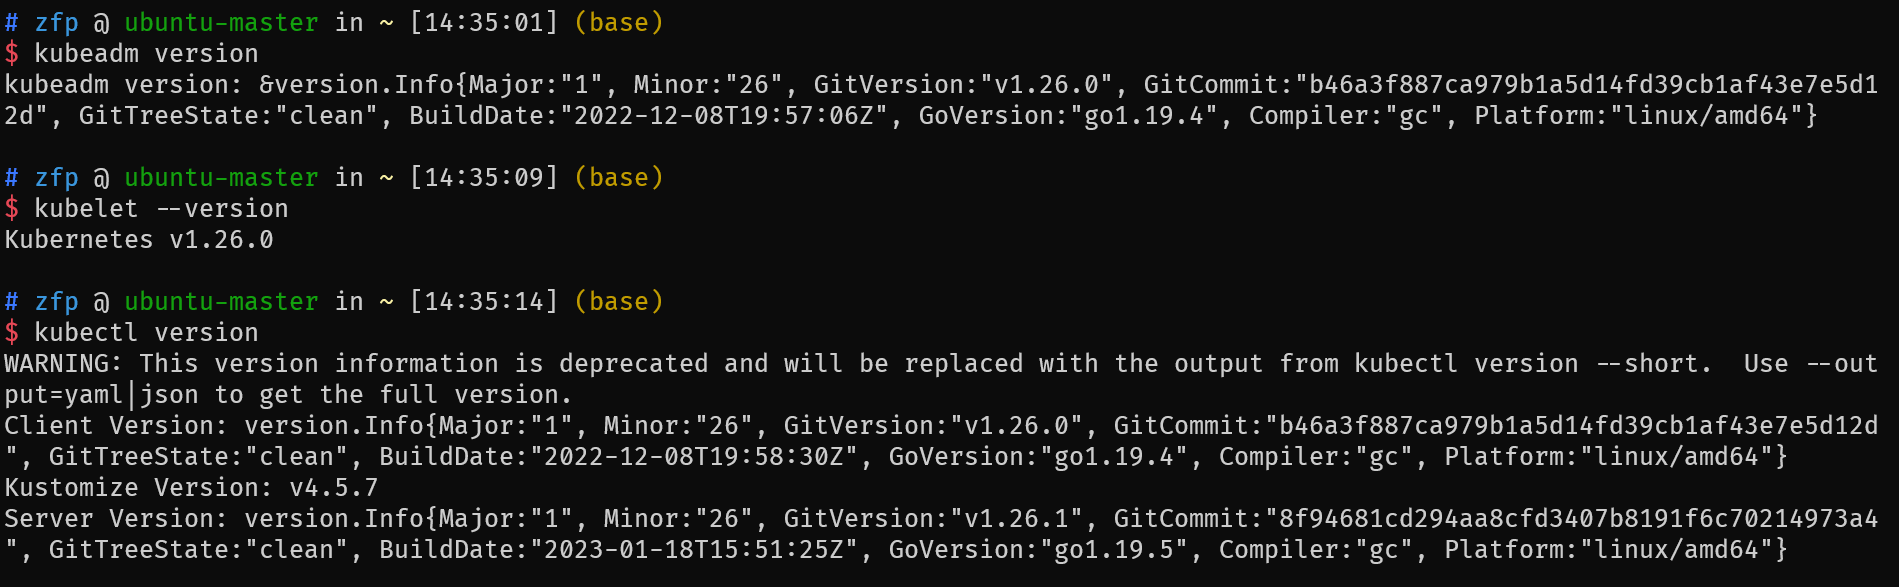 # zfp @ ubuntu-master in ~ [14:35:01] (base)
$ kubeadm version
kubeadm version: &version.Info{Major:"1", Minor:"26", GitVersion:"v1.26.0", GitCommit:"b46a3f887ca979b1a5d14fd39cb1af43e7e5d1
2d", GitTreeState:"clean", BuildDate:"2022-12-08T19:57:06Z", GoVersion:"go1.19.4", Compiler:"gc", Platform:"linux/amd64"}
# zfp @ ubuntu-master in ~ [14:35:09] (base)
$ kubelet --version
Kubernetes v1.26.0
# zfp @ ubuntu-master in ~ [14:35:14] (base)
$ kubectl version
WARNING: This version information is deprecated and will be replaced with the output from kubectl version --short.  Use --out
put=yaml|json to get the full version.
Client Version: version.Info{Major:"1", Minor:"26", GitVersion:"v1.26.0", GitCommit:"b46a3f887ca979b1a5d14fd39cb1af43e7e5d12d
", GitTreeState:"clean", BuildDate:"2022-12-08T19:58:30Z", GoVersion:"go1.19.4", Compiler:"gc", Platform:"linux/amd64"}
Kustomize Version: v4.5.7
Server Version: version.Info{Major:"1", Minor:"26", GitVersion:"v1.26.1", GitCommit:"8f94681cd294aa8cfd3407b8191f6c70214973a4
", GitTreeState:"clean", BuildDate:"2023-01-18T15:51:25Z", GoVersion:"go1.19.5", Compiler:"gc", Platform:"linux/amd64"}